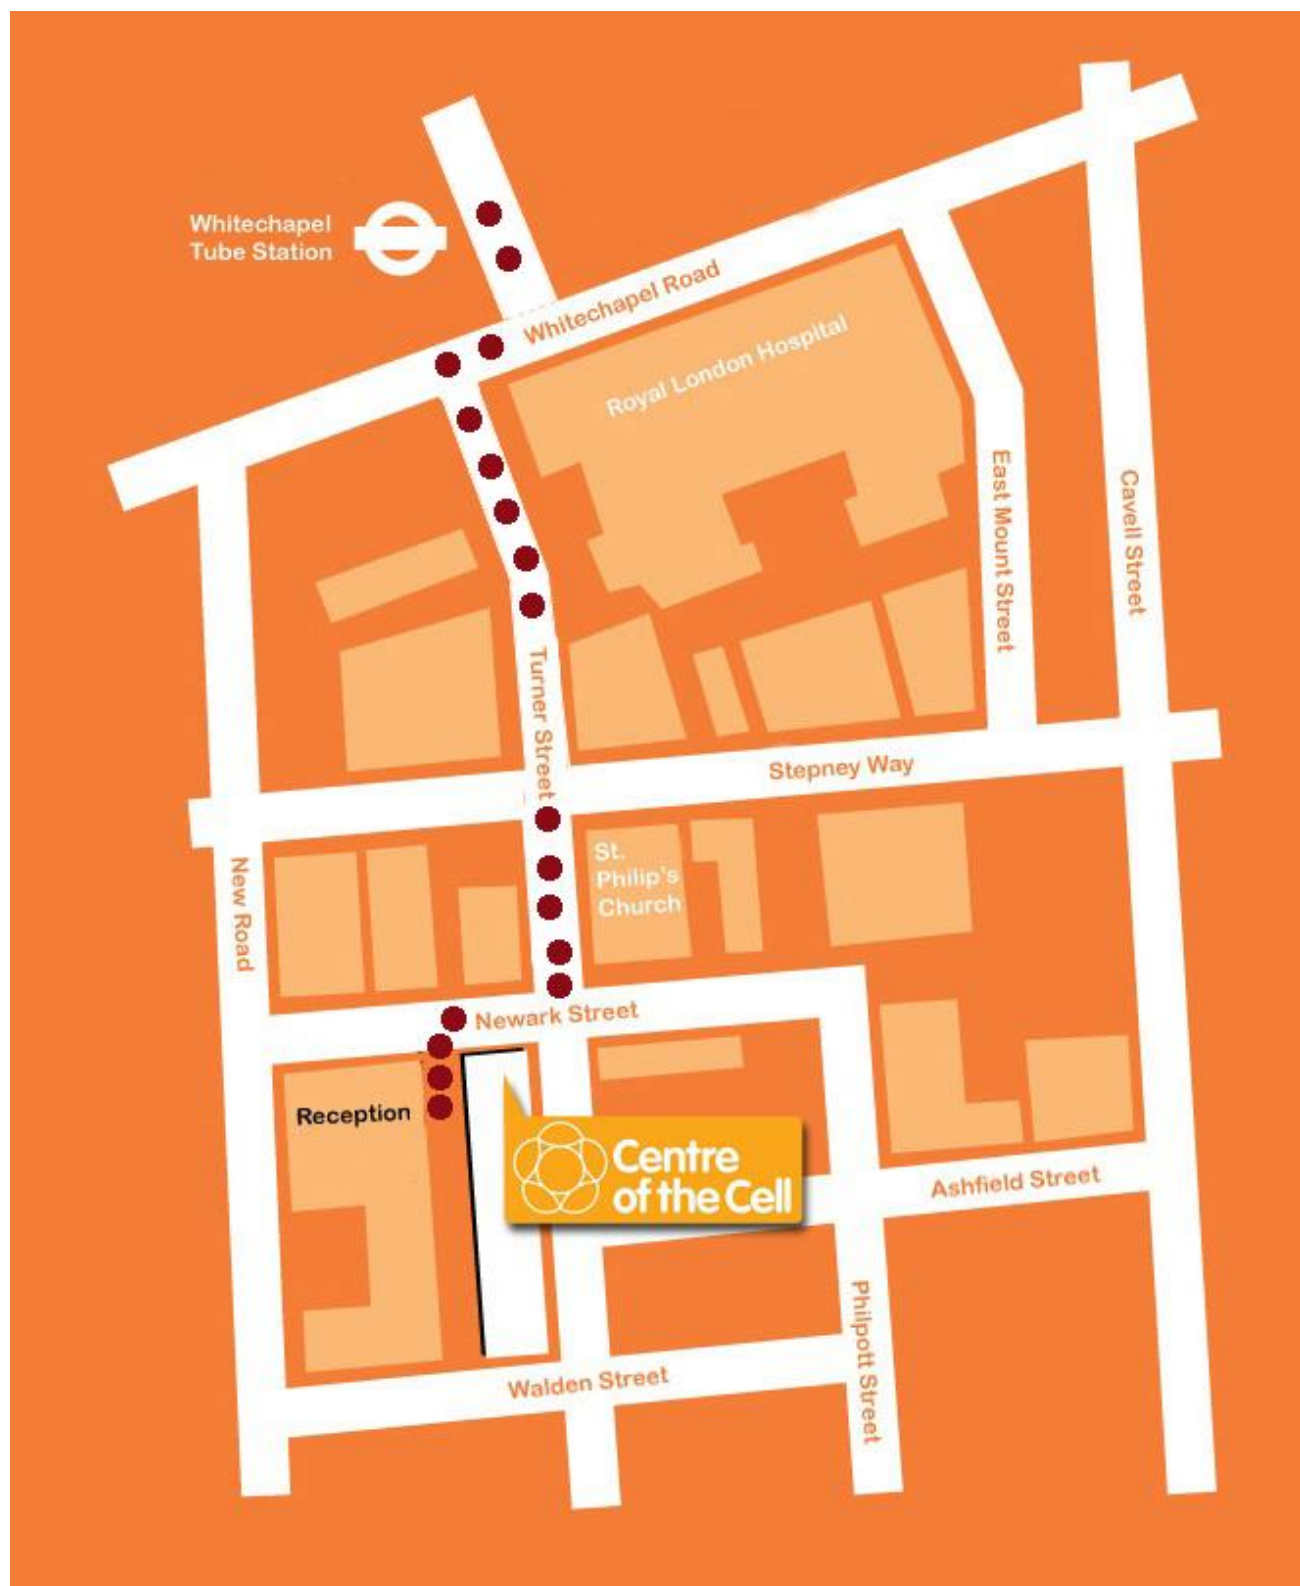 Whitechapel
Tube Station
Whitechapel Road
Royal London Hospital
East Mount Street
Cavell Street
Turner Street
Stepney Way
St.
Philip's
Church
New Road
Newark Street
Reception
Centre
of the Cell
Ashfield Street
Philpott Street
Walden Street